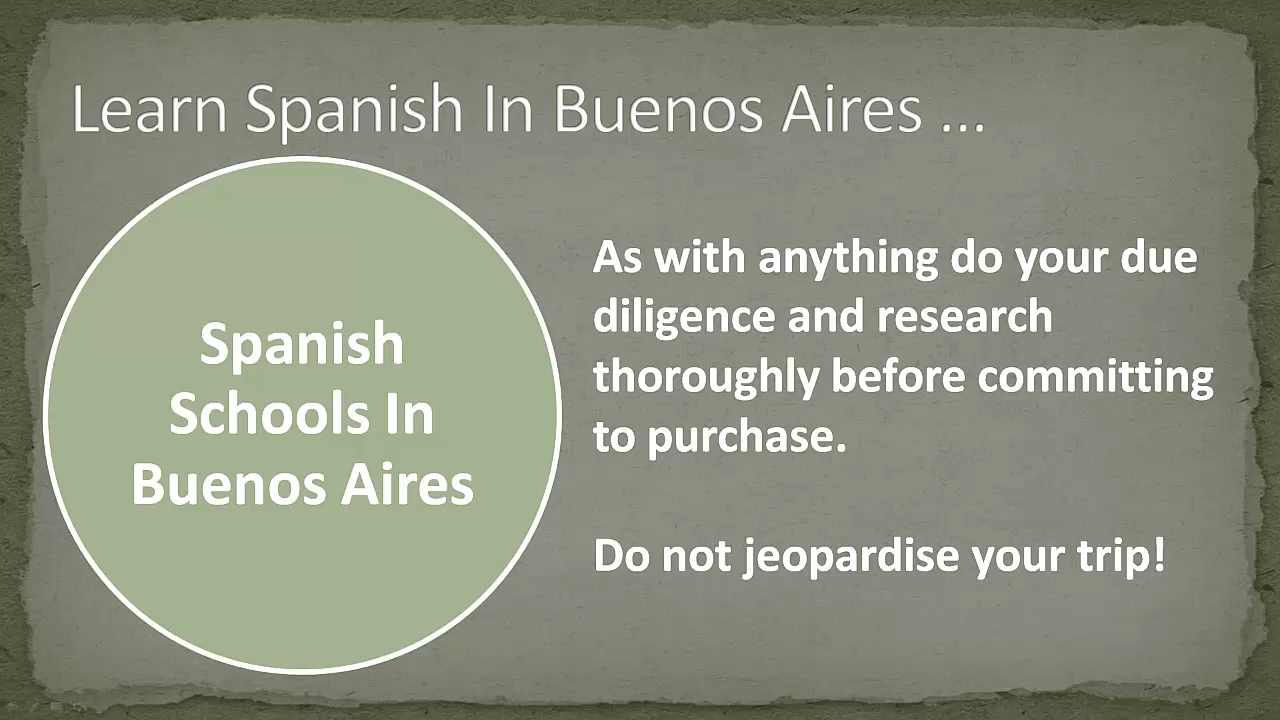 Learn Spanish In Buenos Aires ...
Spanish
Schools In
Buenos Aires
As with anything do your due
diligence and research
thoroughly before committing
to purchase.
Do not jeopardise your trip!